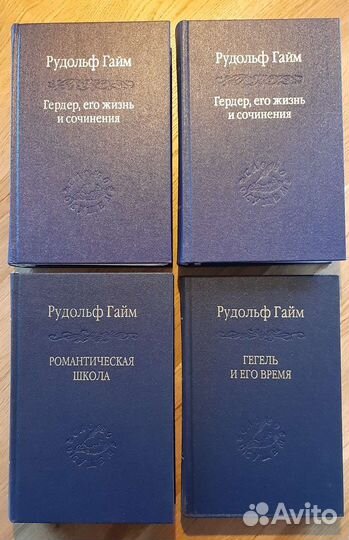 Рудольф Гайм
Гердер, его жизнь
и сочинения
Рудольф Гайм
Гердер, его жизнь
и сочинения
Рудольф Гайм
РОМАНТИЧЕСКАЯ
ШКОЛА
Рудольф Гайм
ГЕГЕЛЬ
И ЕГО ВРЕМЯ
Avito